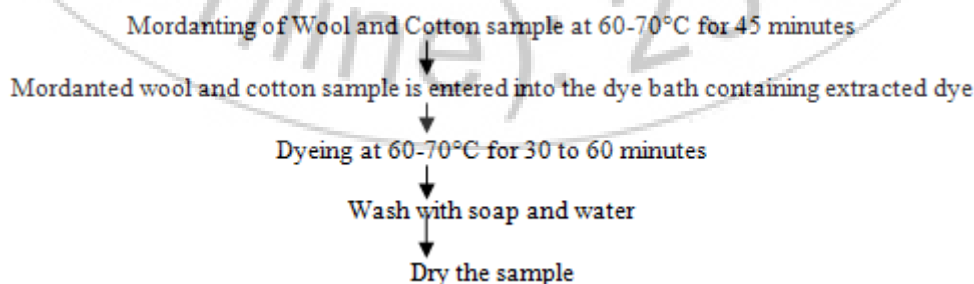 Mordanting of Wool and Cotton sample at 60-70°C for 45 minutes
Mordanted wool and cotton sample is entered into the dye bath containing extracted dye
Dyeing at 60-70°C for 30 to 60 minutes
Wash with soap and water
Dry the sample